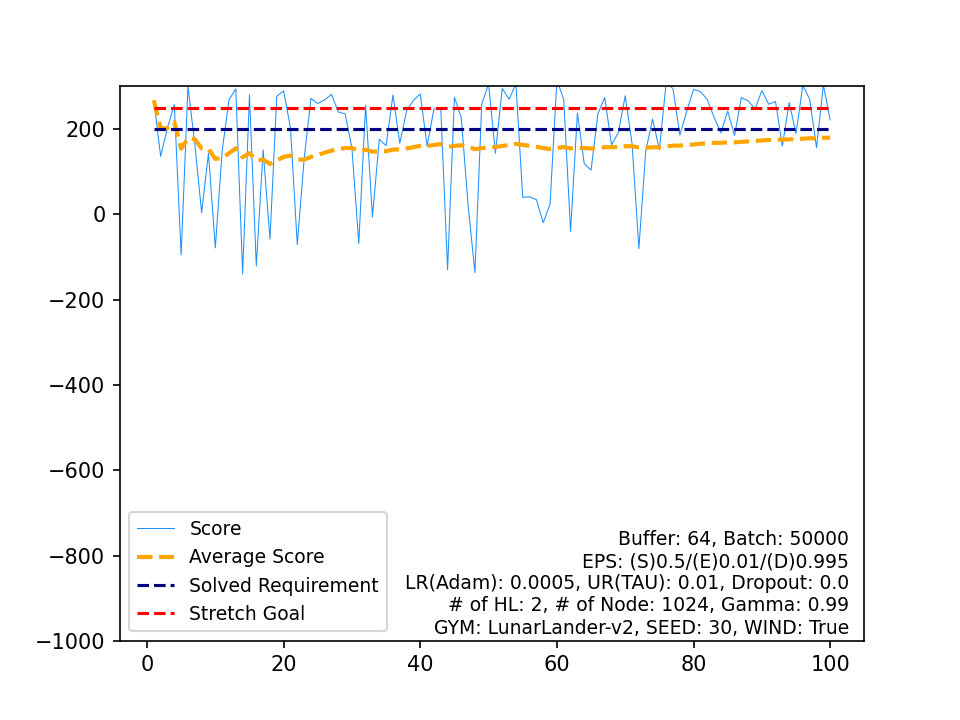 200
0
−200
−400
−600
−800
−1000
0
20
40
60
80
100
Score
Average Score
Solved Requirement
Stretch Goal
Buffer: 64, Batch: 50000
EPS: (S)0.5/(E)0.01/(D)0.995
LR(Adam): 0.0005, UR(TAU): 0.01, Dropout: 0.0
# of HL: 2, # of Node: 1024, Gamma: 0.99
GYM: LunarLander-v2, SEED: 30, WIND: True